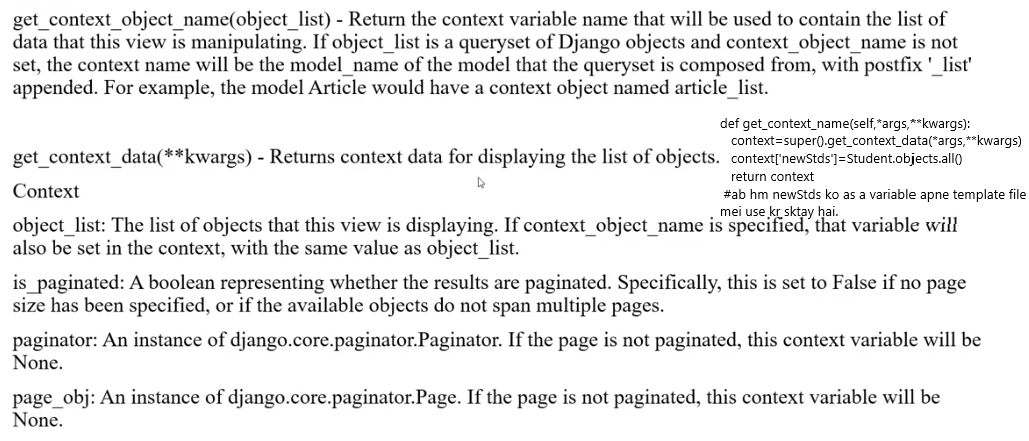 get_context_object_name(object_list) - Return the context variable name that will be used to contain the list of
data that this view is manipulating. If object_list is a queryset of Django objects and context_object_name is not
set, the context name will be the model_name of the model that the queryset is composed from, with postfix '_list'
appended. For example, the model Article would have a context object named article_list.
def get_context_name(self,*args,**kwargs):
context=super().get_context_data(*args,**kwargs)
get_context_data(**kwargs) - Returns context data for displaying the list of objects.
context['newStds']=Student.objects.all()
return context
Context
#ab hm newStds ko as a variable apne template file
mei use kr sktay hai.
object_list: The list of objects that this view is displaying. If context_object_name is specified, that variable will
also be set in the context, with the same value as object_list.
is_paginated: A boolean representing whether the results are paginated. Specifically, this is set to False if no page
size has been specified, or if the available objects do not span multiple pages.
paginator: An instance of django.core.paginator.Paginator. If the page is not paginated, this context variable will be
None.
page_obj: An instance of django.core.paginator.Page. If the page is not paginated, this context variable will be
None.